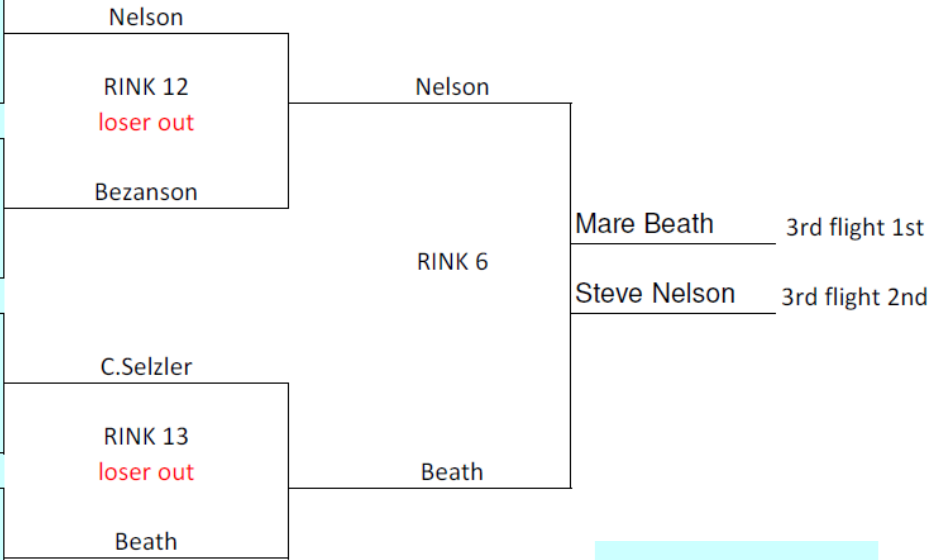 Nelson
RINK 12
loser out
Nelson
Bezanson
Mare Beath
3rd flight 1st
RINK 6
Steve Nelson
3rd flight 2nd
C.Selzler
RINK 13
loser out
Beath
Beath